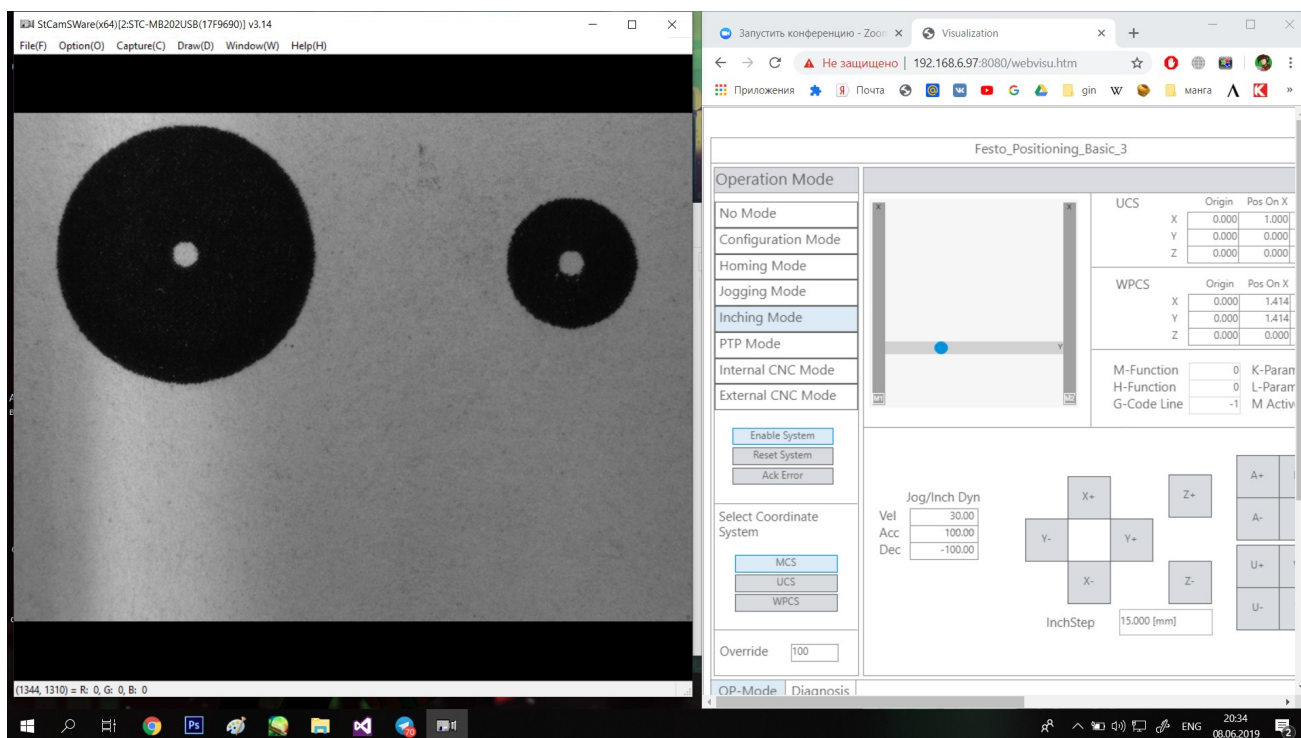 StCamSWare(x64)[2:STC-MB202USB(17F9690)] v3.14
File(F) Option(O) Capture(C) Draw(D) Window(W) Help(H)
(1344, 1310) = R: 0, G: 0, B: 0
Запустить конференцию - Zoom
Visualization
Не защищено | 192.168.6.97:8080/webvisu.htm
Приложения Почта gin манга »
Festo_Positioning_Basic_3
Operation Mode
No Mode
Configuration Mode
Homing Mode
Jogging Mode
Inching Mode
PTP Mode
Internal CNC Mode
External CNC Mode
Enable System
Reset System
Ack Error
Select Coordinate
System
MCS
UCS
WPCS
Override 100
OP-Mode Diagnosis
X X
Y
M1 M2
UCS Origin Pos On X
X 0.000 1.000
Y 0.000 0.000
Z 0.000 0.000
WPCS Origin Pos On X
X 0.000 1.414
Y 0.000 1.414
Z 0.000 0.000
M-Function 0 K-Param
H-Function 0 L-Param
G-Code Line -1 M Activ
Jog/Inch Dyn
Vel 30.00
Acc 100.00
Dec -100.00
X+
Y- Y+
X-
Z+
Z-
A+
A-
U+
U-
InchStep 15.000 [mm]
Ps
70
ENG
20:34
08.06.2019
2